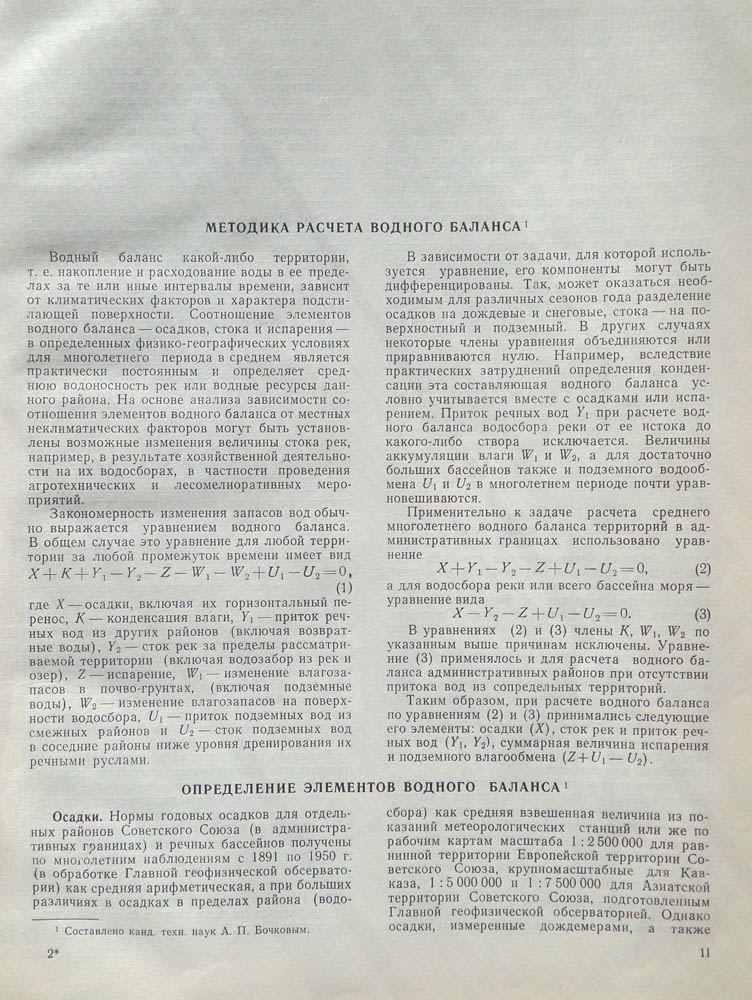 МЕТОДИКА РАСЧЕТА ВОДНОГО БАЛАНСА ¹
Водный баланс какой-либо территории,
т. е. накопление и расходование воды в ее преде-
лах за те или иные интервалы времени, зависит
от климатических факторов и характера подсти-
лающей поверхности. Соотношение элементов
водного баланса — осадков, стока и испарения —
в определенных физико-географических условиях
для многолетнего периода в среднем является
практически постоянным и определяет сред-
нюю водоносность рек или водные ресурсы дан-
ного района. На основе анализа зависимости со-
отношения элементов водного баланса от местных
неклиматических факторов могут быть установ-
лены возможные изменения величины стока рек,
например, в результате хозяйственной деятельно-
сти на их водосборах, в частности проведения
агротехнических и лесомелиоративных меро-
приятий.
Закономерность изменения запасов вод обыч-
но выражается уравнением водного баланса.
В общем случае это уравнение для любой терри-
тории за любой промежуток времени имеет вид
X + K + Y₁ — Y₂ — Z — W₁ — W₂ + U₁ — U₂ = 0,
(1)
где X — осадки, включая их горизонтальный пе-
ренос, K — конденсация влаги, Y₁ — приток реч-
ных вод из других районов (включая возврат-
ные воды), Y₂ — сток рек за пределы рассматри-
ваемой территории (включая водозабор из рек и
озер), Z — испарение, W₁ — изменение влагоза-
пасов в почво-грунтах, (включая подземные
воды), W₂ — изменение влагозапасов на поверх-
ности водосбора, U₁ — приток подземных вод из
смежных районов и U₂ — сток подземных вод
в соседние районы ниже уровня дренирования их
речными руслами.
В зависимости от задачи, для которой исполь-
зуется уравнение, его компоненты могут быть
дифференцированы. Так, может оказаться необ-
ходимым для различных сезонов года разделение
осадков на дождевые и снеговые, стока — на по-
верхностный и подземный. В других случаях
некоторые члены уравнения объединяются или
приравниваются нулю. Например, вследствие
практических затруднений определения конден-
сации эта составляющая водного баланса ус-
ловно учитывается вместе с осадками или испа-
рением. Приток речных вод Y₁ при расчете вод-
ного баланса водосбора реки от ее истока до
какого-либо створа исключается. Величины
аккумуляции влаги W₁ и W₂, а для достаточно
больших бассейнов также и подземного водооб-
мена U₁ и U₂ в многолетнем периоде почти урав-
новешиваются.
Применительно к задаче расчета среднего
многолетнего водного баланса территорий в ад-
министративных границах использовано урав-
нение
X + Y₁ — Y₂ — Z + U₁ — U₂ = 0, (2)
а для водосбора реки или всего бассейна моря —
уравнение вида
X — Y₂ — Z + U₁ — U₂ = 0. (3)
В уравнениях (2) и (3) члены K, W₁, W₂ по
указанным выше причинам исключены. Уравне-
ние (3) применялось и для расчета водного ба-
ланса административных районов при отсутствии
притока вод из сопредельных территорий.
Таким образом, при расчете водного баланса
по уравнениям (2) и (3) принимались следующие
его элементы: осадки (X), сток рек и приток реч-
ных вод (Y₁, Y₂), суммарная величина испарения
и подземного влагообмена (Z + U₁ — U₂).
ОПРЕДЕЛЕНИЕ ЭЛЕМЕНТОВ ВОДНОГО БАЛАНСА ¹
Осадки. Нормы годовых осадков для отдель-
ных районов Советского Союза (в администра-
тивных границах) и речных бассейнов получены
по многолетним наблюдениям с 1891 по 1950 г.
(в обработке Главной геофизической обсервато-
рии) как средняя арифметическая, а при больших
различиях в осадках в пределах района (водо-
сбора) как средняя взвешенная величина из по-
казаний метеорологических станций или же по
рабочим картам масштаба 1 : 2 500 000 для рав-
нинной территории Европейской территории Со-
ветского Союза, крупномасштабные для Кав-
каза, 1 : 5 000 000 и 1 : 7 500 000 для Азиатской
территории Советского Союза, подготовленным
Главной геофизической обсерваторией. Однако
осадки, измеренные дождемерами, а также
¹ Составлено канд. техн. наук А. П. Бочковым.
2*
11